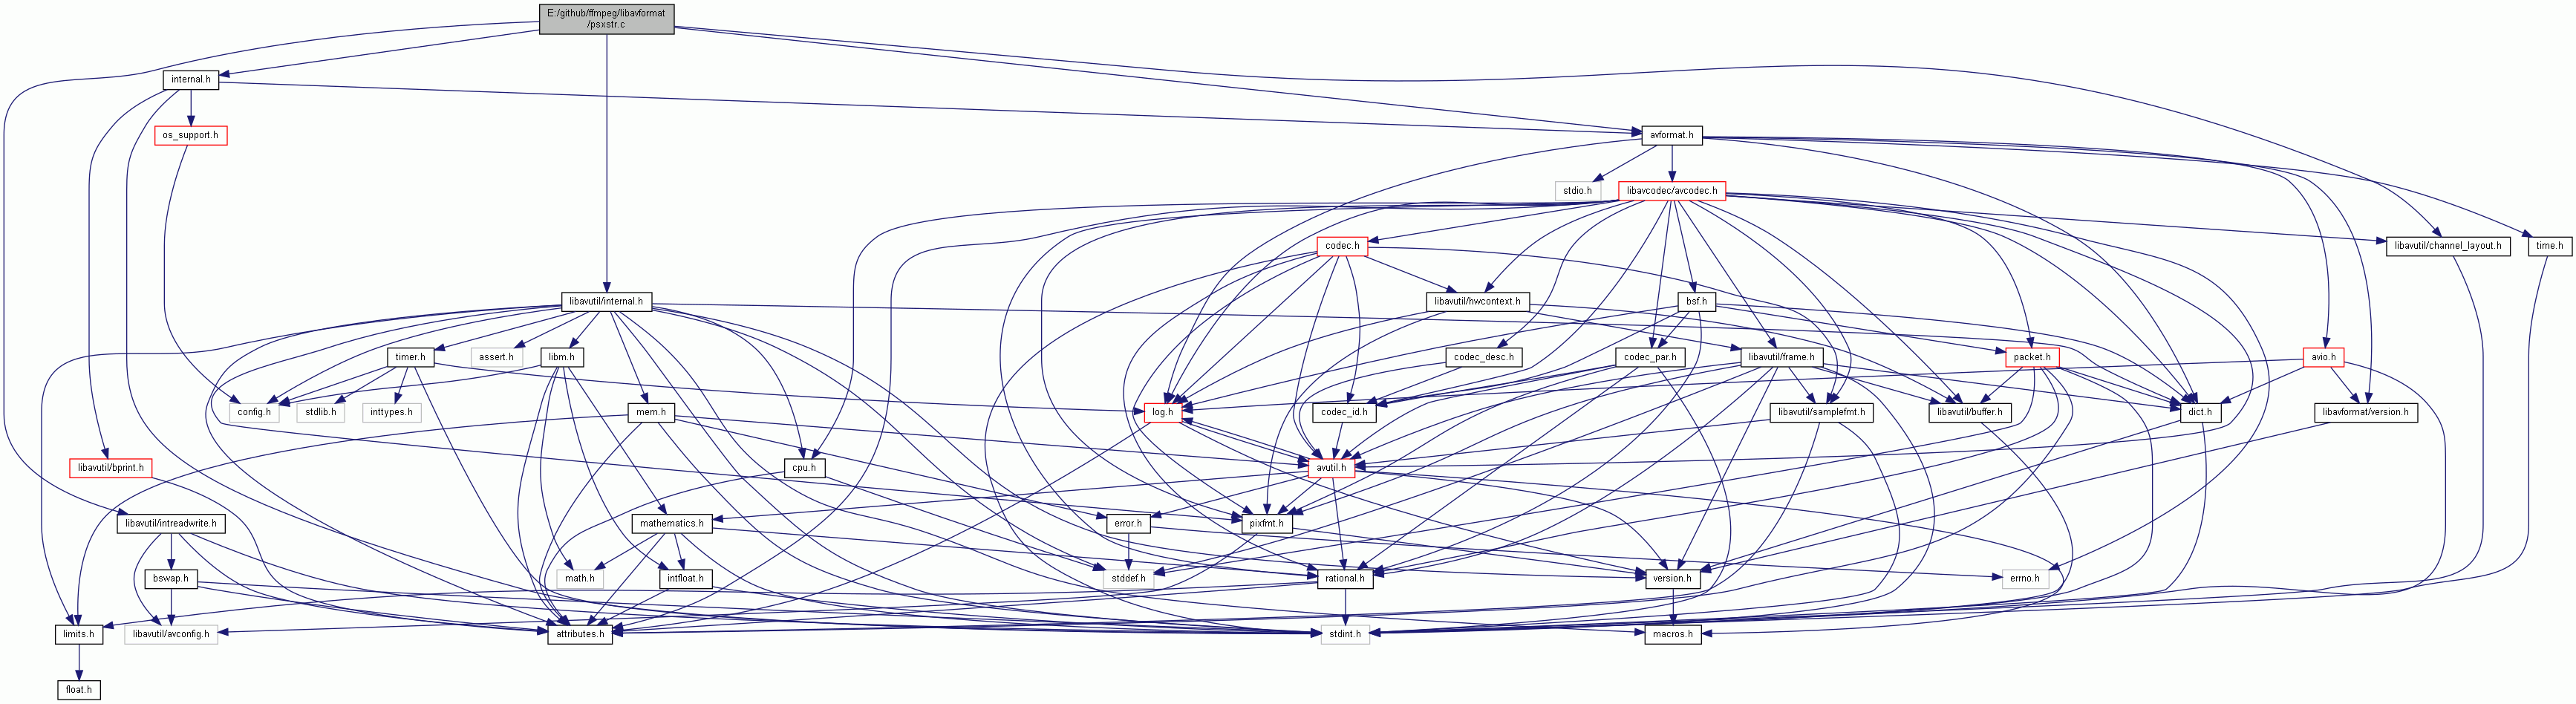 E:/github/ffmpeg/libavformat
/psxstr.c
internal.h
os_support.h
avformat.h
stdio.h
libavcodec/avcodec.h
codec.h
libavutil/channel_layout.h
time.h
libavutil/internal.h
libavutil/hwcontext.h
bsf.h
timer.h
assert.h
libm.h
codec_desc.h
codec_par.h
libavutil/frame.h
packet.h
avio.h
config.h
stdlib.h
inttypes.h
mem.h
log.h
codec_id.h
libavutil/samplefmt.h
libavutil/buffer.h
dict.h
libavformat/version.h
libavutil/bprint.h
cpu.h
avutil.h
libavutil/intreadwrite.h
mathematics.h
error.h
pixfmt.h
bswap.h
math.h
intfloat.h
stddef.h
rational.h
version.h
errno.h
limits.h
libavutil/avconfig.h
attributes.h
stdint.h
macros.h
float.h